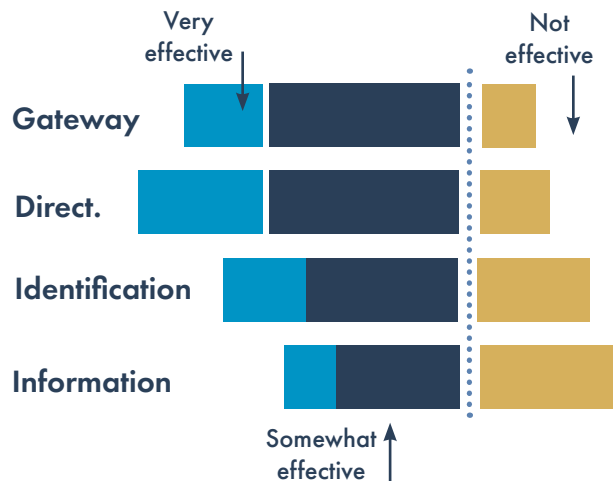 Very
effective
Not
effective
Gateway
Direct.
Identification
Information
Somewhat
effective